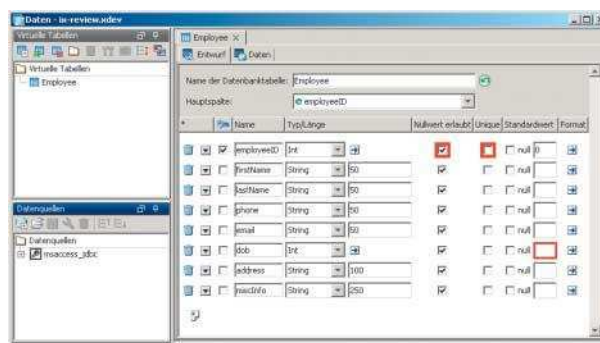 Daten - ix-review.xdev
Virtuelle Tabellen
Virtuelle Tabellen
Employee
Datenquellen
Datenquellen
msaccess_jdbc
Employee
Entwurf Daten
Name der Datenbanktabelle: Employee
Hauptspalte: employeeID
* Name Typ/Länge Nullwert erlaubt Unique Standardwert Format
employeeID Int null 0
firstName String 50 null
lastName String 50 null
phone String 50 null
email String 50 null
dob Int null
address String 100 null
miscInfo String 250 null